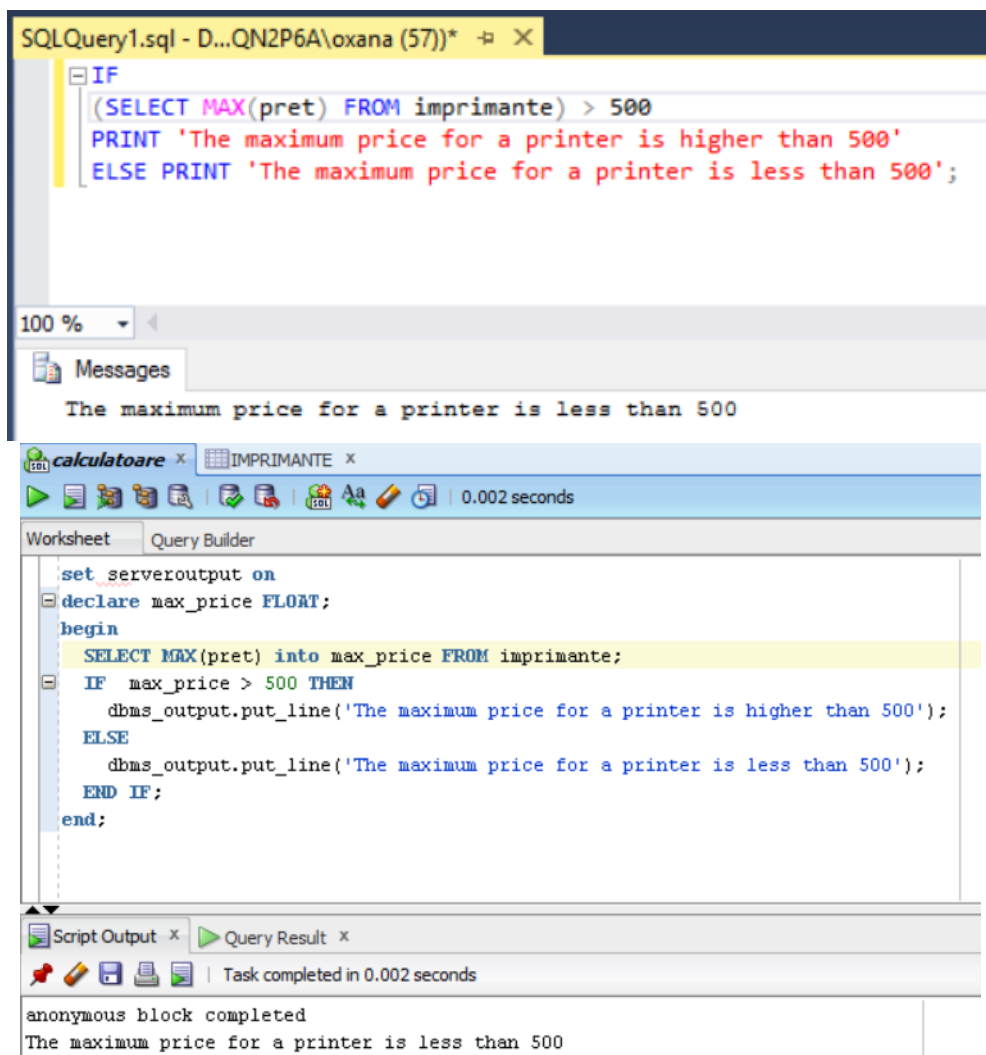 SQLQuery1.sql - D...QN2P6A\oxana (57))*
IF
(SELECT MAX(pret) FROM imprimante) > 500
PRINT 'The maximum price for a printer is higher than 500'
ELSE PRINT 'The maximum price for a printer is less than 500';
100 %
Messages
The maximum price for a printer is less than 500
calculatoare x IMPRIMANTE x
0.002 seconds
Worksheet Query Builder
set serveroutput on
declare max_price FLOAT;
begin
SELECT MAX(pret) into max_price FROM imprimante;
IF max_price > 500 THEN
dbms_output.put_line('The maximum price for a printer is higher than 500');
ELSE
dbms_output.put_line('The maximum price for a printer is less than 500');
END IF;
end;
Script Output x Query Result x
Task completed in 0.002 seconds
anonymous block completed
The maximum price for a printer is less than 500